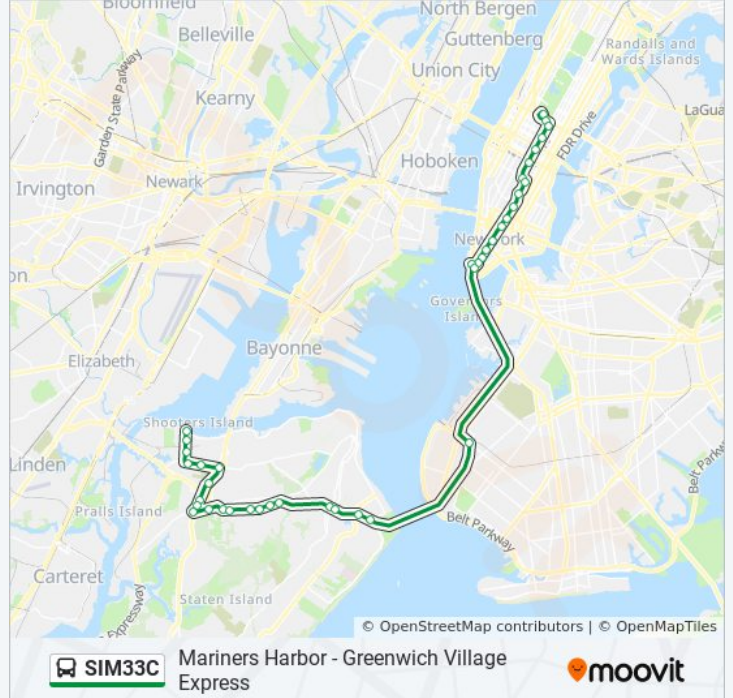 Bloomfield
North Bergen
Belleville
Guttenberg
Randalls and
Wards Islands
Garden State Parkway
Union City
Kearny
LaGua
FDR Drive
Hoboken
Irvington
Newark
on
New York
Governors
Island
Elizabeth
Bayonne
Shooters Island
Linden
Belt Parkw
Pralls Island
Belt Parkway
Carteret
Staten Island
Expressway
© OpenStreetMap contributors | © OpenMapTiles
SIM33C
Mariners Harbor - Greenwich Village
Express
moovit